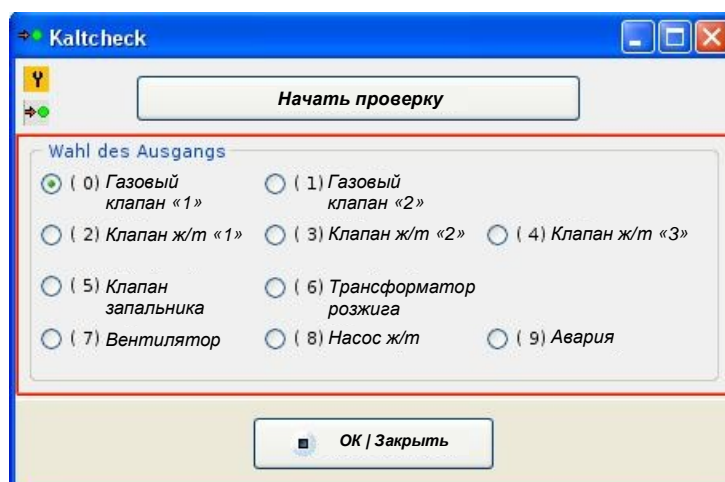 Kaltcheck
Начать проверку
Wahl des Ausgangs
( 0) Газовый клапан «1»
( 1) Газовый клапан «2»
( 2) Клапан ж/т «1»
( 3) Клапан ж/т «2»
( 4) Клапан ж/т «3»
( 5) Клапан запальника
( 6) Трансформатор розжига
( 7) Вентилятор
( 8) Насос ж/т
( 9) Авария
ОК | Закрыть